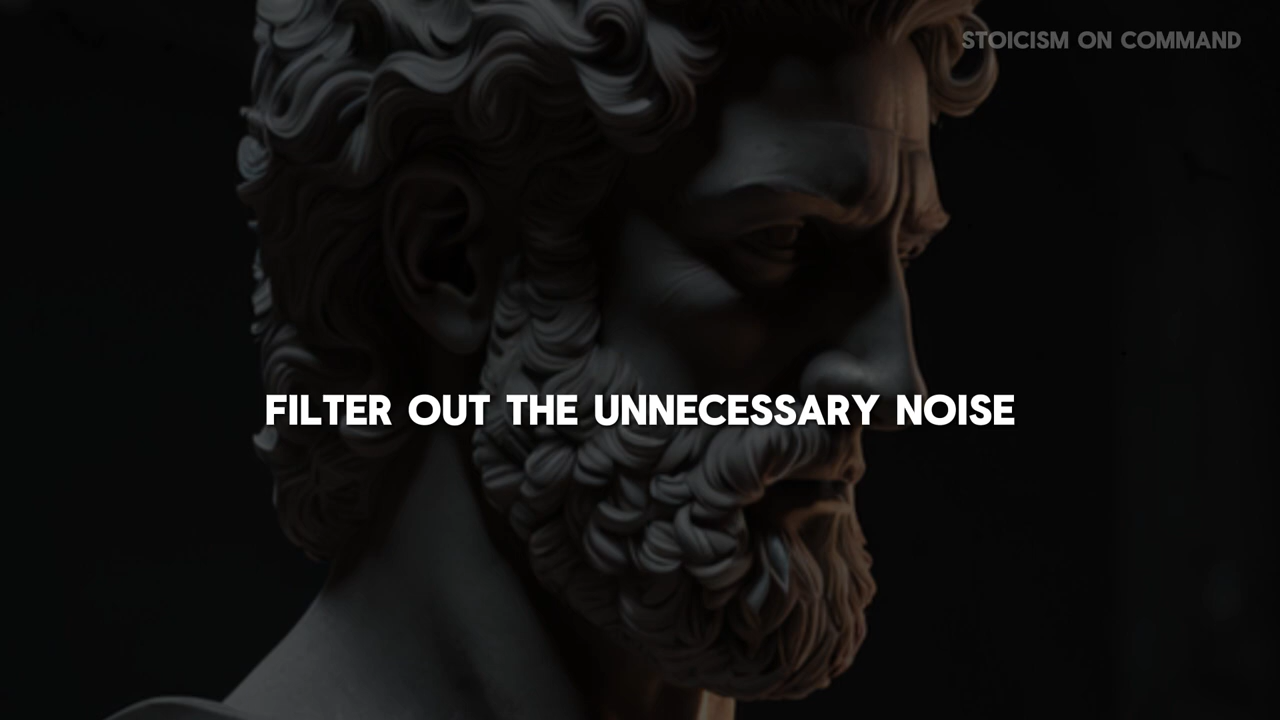 STOICISM ON COMMAND
FILTER OUT THE UNNECESSARY NOISE